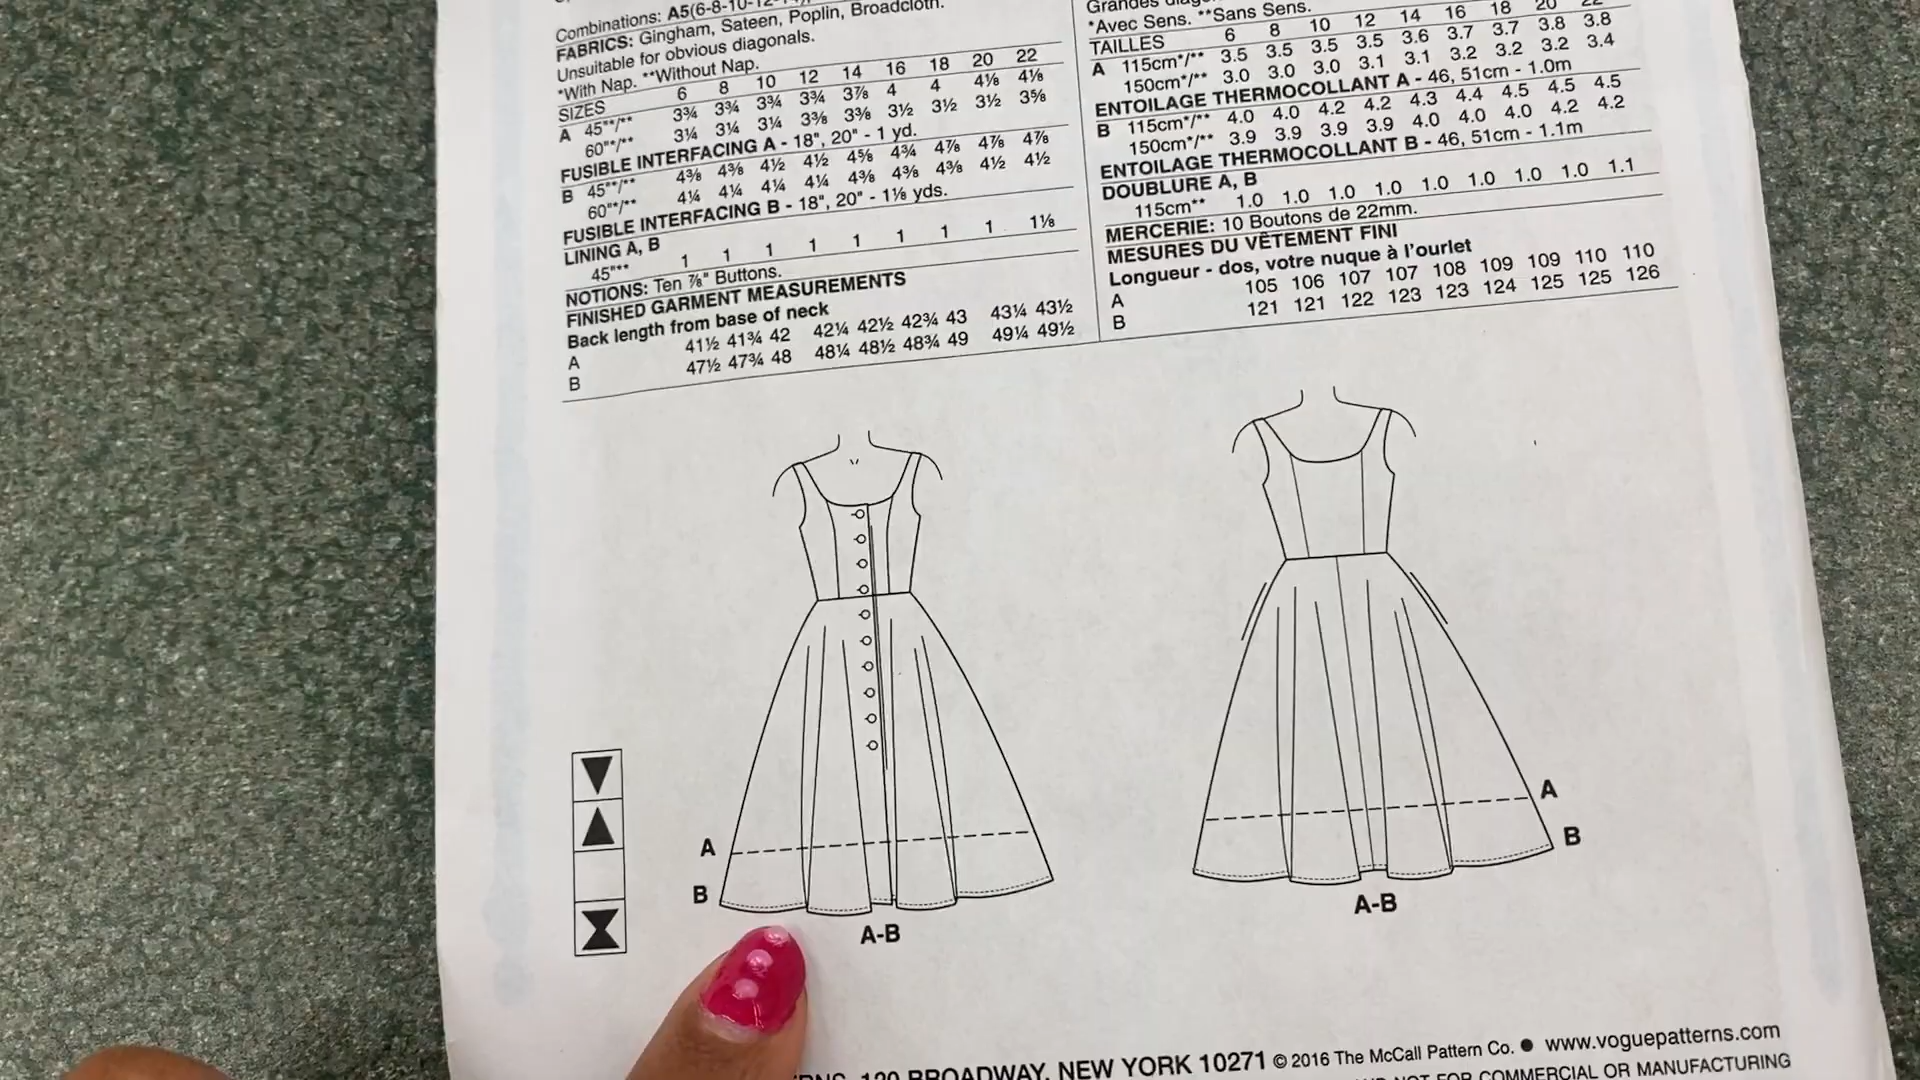 Combinations: A5(6-8-10-12-14),
FABRICS: Gingham, Sateen, Poplin, Broadcloth.
Unsuitable for obvious diagonals.
*With Nap. **Without Nap.
SIZES 6 8 10 12 14 16 18 20 22
A 45"*/** 3¾ 3¾ 3¾ 3¾ 3⅞ 4 4 4⅛ 4⅛
60"*/** 3¼ 3¼ 3¼ 3⅜ 3⅜ 3½ 3½ 3½ 3⅝
FUSIBLE INTERFACING A - 18", 20" - 1 yd.
B 45"*/** 4⅜ 4⅜ 4½ 4½ 4⅝ 4¾ 4⅞ 4⅞ 4⅞
60"*/** 4¼ 4¼ 4¼ 4¼ 4⅜ 4⅜ 4⅜ 4½ 4½
FUSIBLE INTERFACING B - 18", 20" - 1⅛ yds.
LINING A, B
45"** 1 1 1 1 1 1 1 1 1⅛
NOTIONS: Ten ⅞" Buttons.
FINISHED GARMENT MEASUREMENTS
Back length from base of neck
A 41½ 41¾ 42 42¼ 42½ 42¾ 43 43¼ 43½
B 47½ 47¾ 48 48¼ 48½ 48¾ 49 49¼ 49½
Grandes
*Avec Sens. **Sans Sens.
TAILLES 6 8 10 12 14 16 18 20 22
A 115cm*/** 3.5 3.5 3.5 3.5 3.6 3.7 3.7 3.8 3.8
150cm*/** 3.0 3.0 3.0 3.1 3.1 3.2 3.2 3.2 3.4
ENTOILAGE THERMOCOLLANT A - 46, 51cm - 1.0m
B 115cm*/** 4.0 4.0 4.2 4.2 4.3 4.4 4.5 4.5 4.5
150cm*/** 3.9 3.9 3.9 3.9 4.0 4.0 4.0 4.2 4.2
ENTOILAGE THERMOCOLLANT B - 46, 51cm - 1.1m
DOUBLURE A, B
115cm** 1.0 1.0 1.0 1.0 1.0 1.0 1.0 1.0 1.1
MERCERIE: 10 Boutons de 22mm.
MESURES DU VÊTEMENT FINI
Longueur - dos, votre nuque à l'ourlet
A 105 106 107 107 108 109 109 110 110
B 121 121 122 123 123 124 125 125 126
A
B
A-B
A
B
A-B
120 BROADWAY, NEW YORK 10271 © 2016 The McCall Pattern Co. ● www.voguepatterns.com
NOT FOR COMMERCIAL OR MANUFACTURING